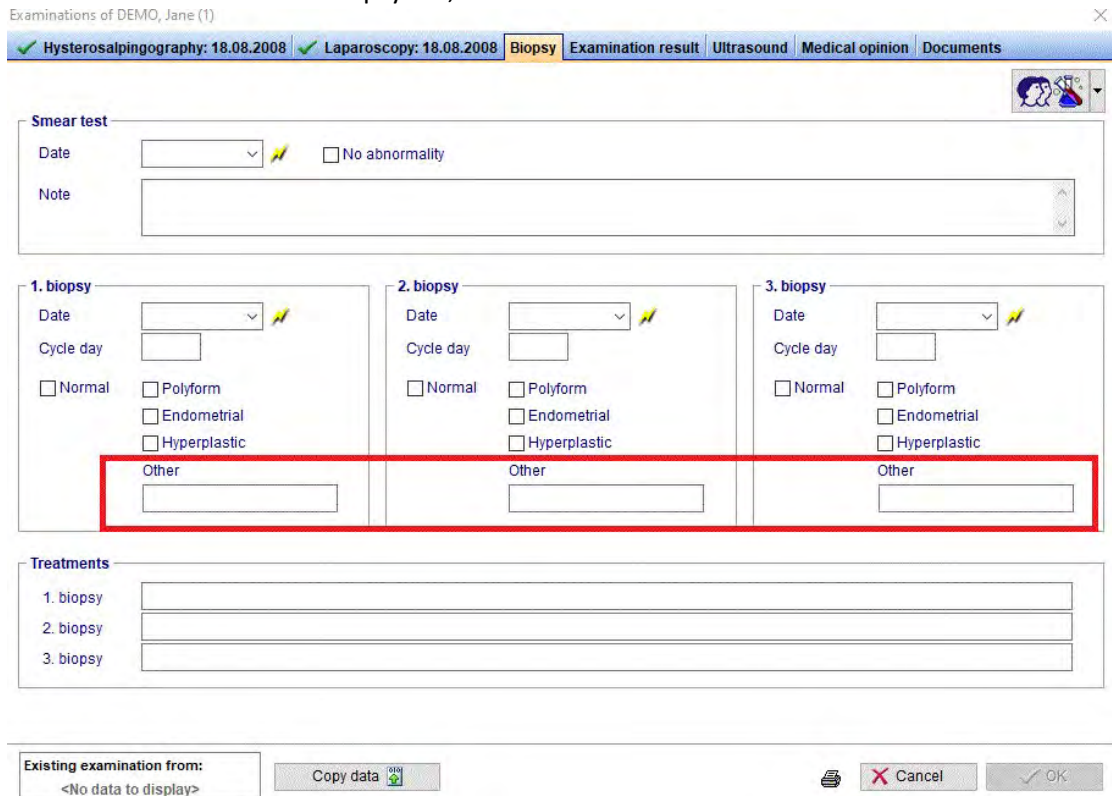 Examinations of DEMO, Jane (1)
Hysterosalpingography: 18.08.2008 Laparoscopy: 18.08.2008 Biopsy Examination result Ultrasound Medical opinion Documents
Smear test
Date No abnormality
Note
1. biopsy 2. biopsy 3. biopsy
Date Date Date
Cycle day Cycle day Cycle day
Normal Polyform Normal Polyform Normal Polyform
Endometrial Endometrial Endometrial
Hyperplastic Hyperplastic Hyperplastic
Other Other Other
Treatments
1. biopsy
2. biopsy
3. biopsy
Existing examination from:
<No data to display>
Copy data Cancel OK